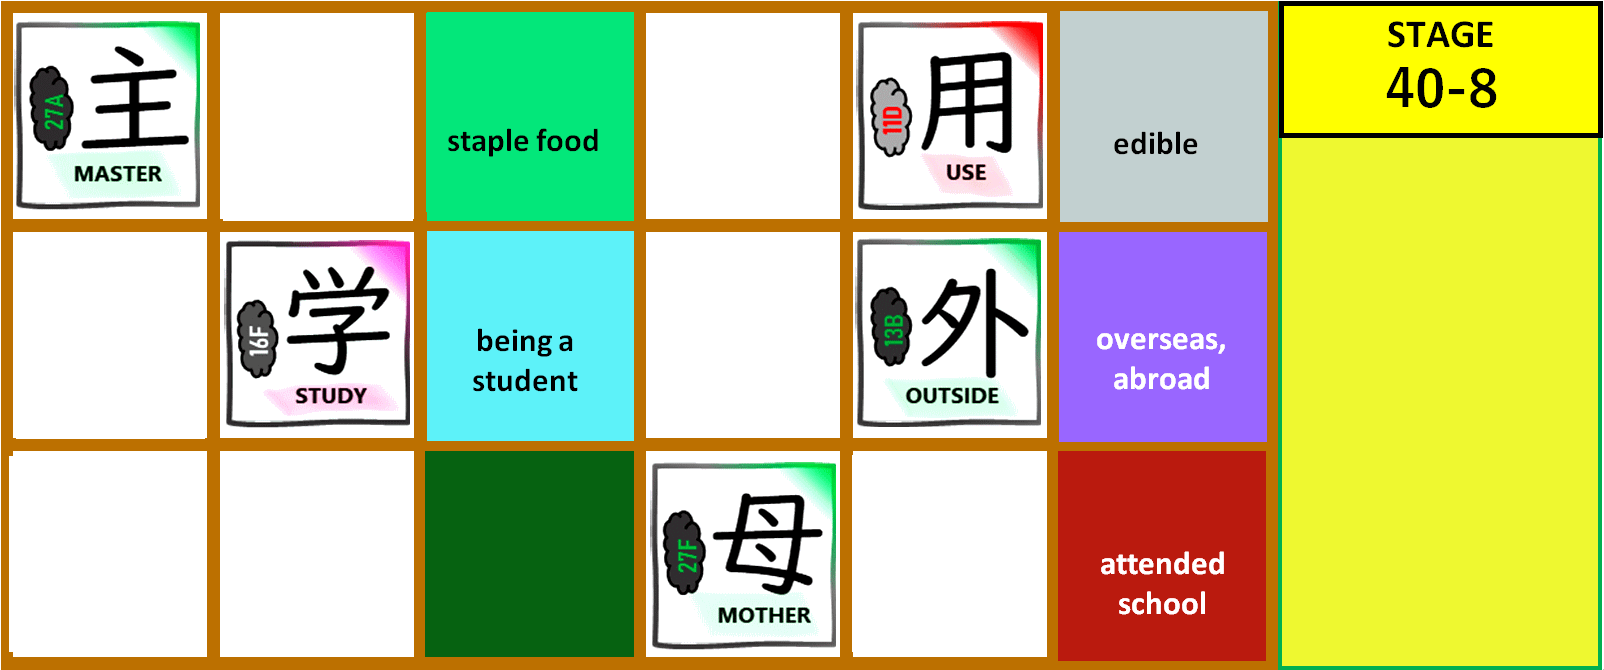 主
27A
MASTER
staple food
用
11D
USE
edible
STAGE
40-8
学
16F
STUDY
being a
student
外
13B
OUTSIDE
overseas,
abroad
母
27F
MOTHER
attended
school